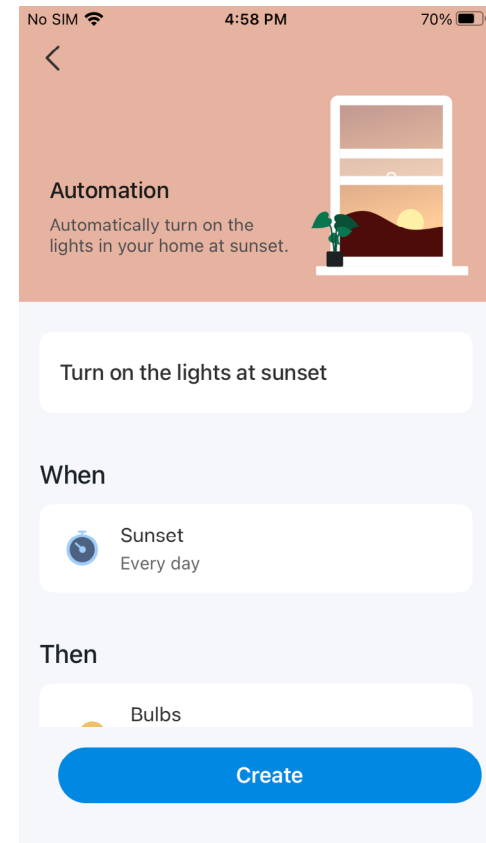 No SIM 4:58 PM 70%
Automation
Automatically turn on the
lights in your home at sunset.
Turn on the lights at sunset
When
Sunset
Every day
Then
Bulbs
Create